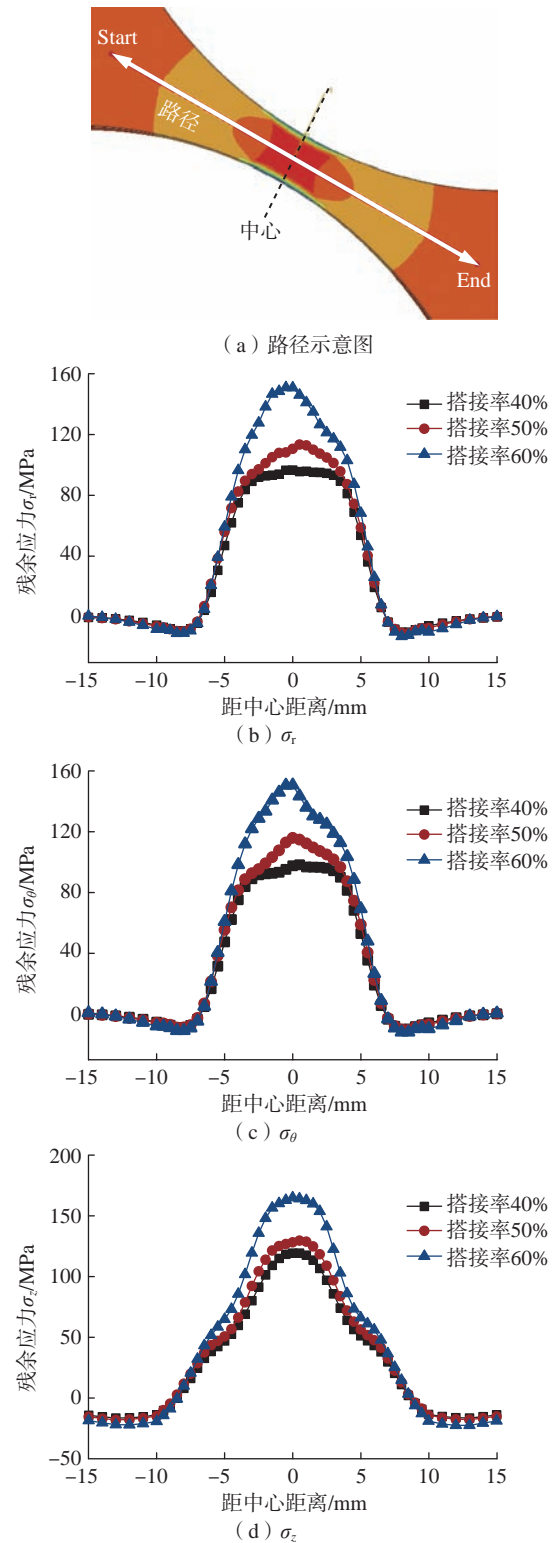 Start
路径
中心
End
（a）路径示意图
160
120
80
40
0
残余应力σr/MPa
搭接率40%
搭接率50%
搭接率60%
−15
−10
−5
0
5
10
15
距中心距离/mm
（b）σr
160
120
80
40
0
残余应力σθ/MPa
搭接率40%
搭接率50%
搭接率60%
−15
−10
−5
0
5
10
15
距中心距离/mm
（c）σθ
200
150
100
50
0
−50
残余应力σz/MPa
搭接率40%
搭接率50%
搭接率60%
−15
−10
−5
0
5
10
15
距中心距离/mm
（d）σz